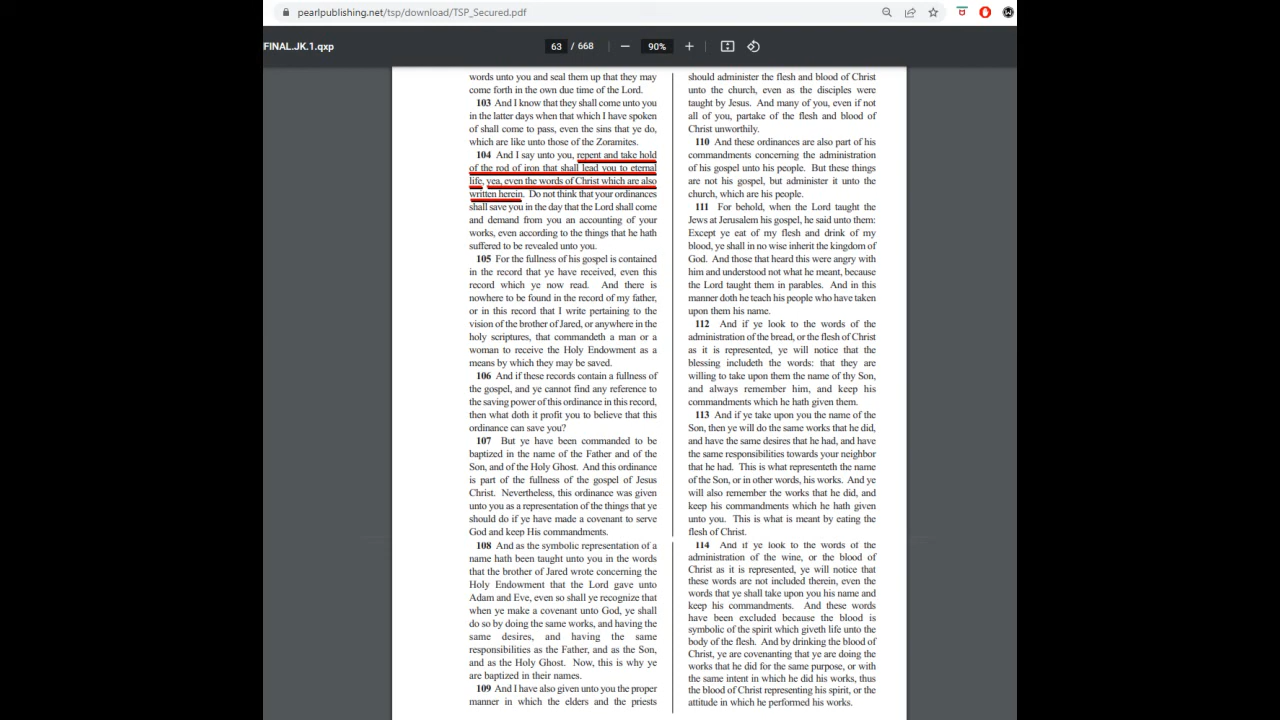 pearlpublishing.net/tsp/download/TSP_Secured.pdf
FINAL.JK.1.qxp
63 / 668
90%
words unto you and seal them up that they may
come forth in the own due time of the Lord.
103 And I know that they shall come unto you
in the latter days when that which I have spoken
of shall come to pass, even the sins that ye do,
which are like unto those of the Zoramites.
104 And I say unto you, repent and take hold
of the rod of iron that shall lead you to eternal
life, yea, even the words of Christ which are also
written herein. Do not think that your ordinances
shall save you in the day that the Lord shall come
and demand from you an accounting of your
works, even according to the things that he hath
suffered to be revealed unto you.
105 For the fullness of his gospel is contained
in the record that ye have received, even this
record which ye now read. And there is
nowhere to be found in the record of my father,
or in this record that I write pertaining to the
vision of the brother of Jared, or anywhere in the
holy scriptures, that commandeth a man or a
woman to receive the Holy Endowment as a
means by which they may be saved.
106 And if these records contain a fullness of
the gospel, and ye cannot find any reference to
the saving power of this ordinance in this record,
then what doth it profit you to believe that this
ordinance can save you?
107 But ye have been commanded to be
baptized in the name of the Father and of the
Son, and of the Holy Ghost. And this ordinance
is part of the fullness of the gospel of Jesus
Christ. Nevertheless, this ordinance was given
unto you as a representation of the things that ye
should do if ye have made a covenant to serve
God and keep His commandments.
108 And as the symbolic representation of a
name hath been taught unto you in the words
that the brother of Jared wrote concerning the
Holy Endowment that the Lord gave unto
Adam and Eve, even so shall ye recognize that
when ye make a covenant unto God, ye shall
do so by doing the same works, and having the
same desires, and having the same
responsibilities as the Father, and as the Son,
and as the Holy Ghost. Now, this is why ye
are baptized in their names.
109 And I have also given unto you the proper
manner in which the elders and the priests
should administer the flesh and blood of Christ
unto the church, even as the disciples were
taught by Jesus. And many of you, even if not
all of you, partake of the flesh and blood of
Christ unworthily.
110 And these ordinances are also part of his
commandments concerning the administration
of his gospel unto his people. But these things
are not his gospel, but administer it unto the
church, which are his people.
111 For behold, when the Lord taught the
Jews at Jerusalem his gospel, he said unto them:
Except ye eat of my flesh and drink of my
blood, ye shall in no wise inherit the kingdom of
God. And those that heard this were angry with
him and understood not what he meant, because
the Lord taught them in parables. And in this
manner doth he teach his people who have taken
upon them his name.
112 And if ye look to the words of the
administration of the bread, or the flesh of Christ
as it is represented, ye will notice that the
blessing includeth the words: that they are
willing to take upon them the name of thy Son,
and always remember him, and keep his
commandments which he hath given them.
113 And if ye take upon you the name of the
Son, then ye will do the same works that he did,
and have the same desires that he had, and have
the same responsibilities towards your neighbor
that he had. This is what representeth the name
of the Son, or in other words, his works. And ye
will also remember the works that he did, and
keep his commandments which he hath given
unto you. This is what is meant by eating the
flesh of Christ.
114 And if ye look to the words of the
administration of the wine, or the blood of
Christ as it is represented, ye will notice that
these words are not included therein, even the
words that ye shall take upon you his name and
keep his commandments. And these words
have been excluded because the blood is
symbolic of the spirit which giveth life unto the
body of the flesh. And by drinking the blood of
Christ, ye are covenanting that ye are doing the
works that he did for the same purpose, or with
the same intent in which he did his works, thus
the blood of Christ representing his spirit, or the
attitude in which he performed his works.